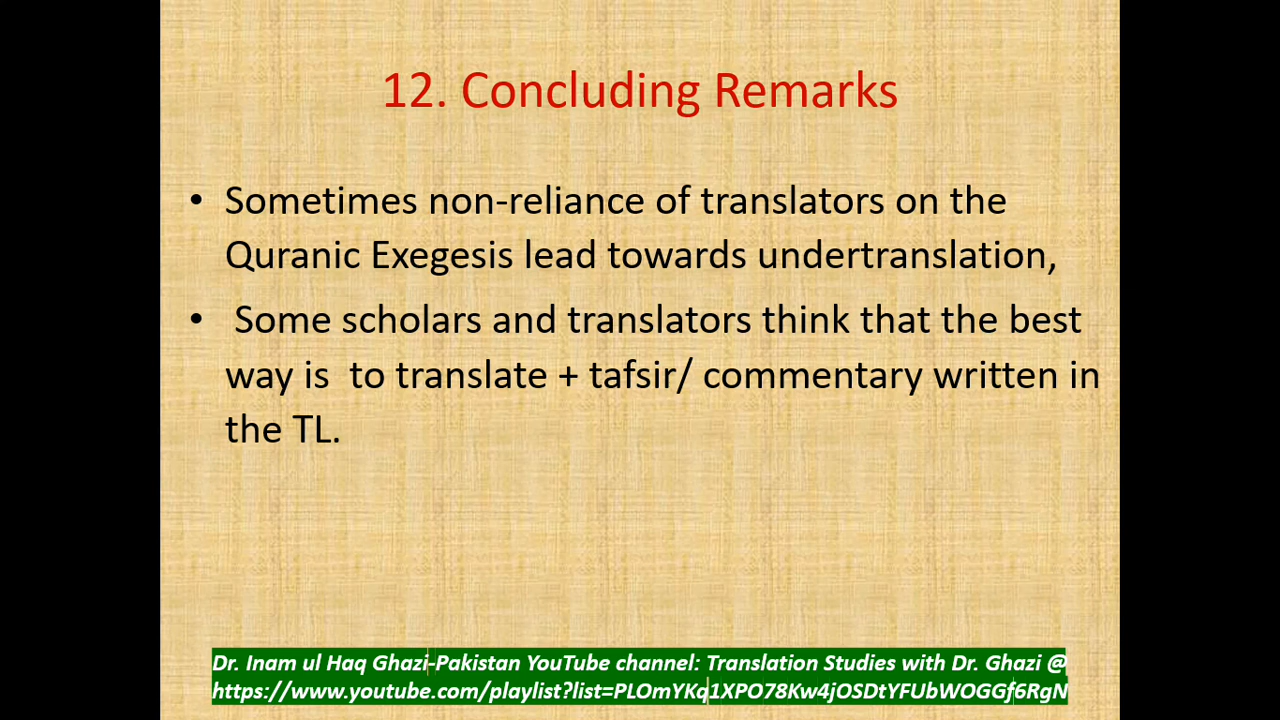 12. Concluding Remarks
• Sometimes non-reliance of translators on the
Quranic Exegesis lead towards undertranslation,
• Some scholars and translators think that the best
way is  to translate + tafsir/ commentary written in
the TL.
Dr. Inam ul Haq Ghazi-Pakistan YouTube channel: Translation Studies with Dr. Ghazi @
https://www.youtube.com/playlist?list=PLOmYKq1XPO78Kw4jOSDtYFUbWOGGf6RgN